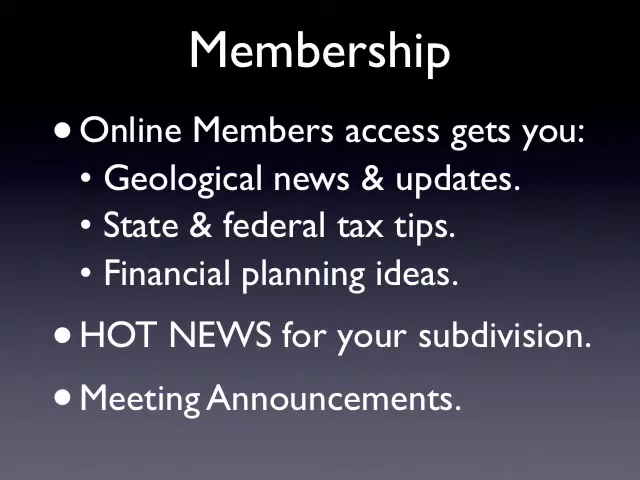 Membership
• Online Members access gets you:
• Geological news & updates.
• State & federal tax tips.
• Financial planning ideas.
• HOT NEWS for your subdivision.
• Meeting Announcements.